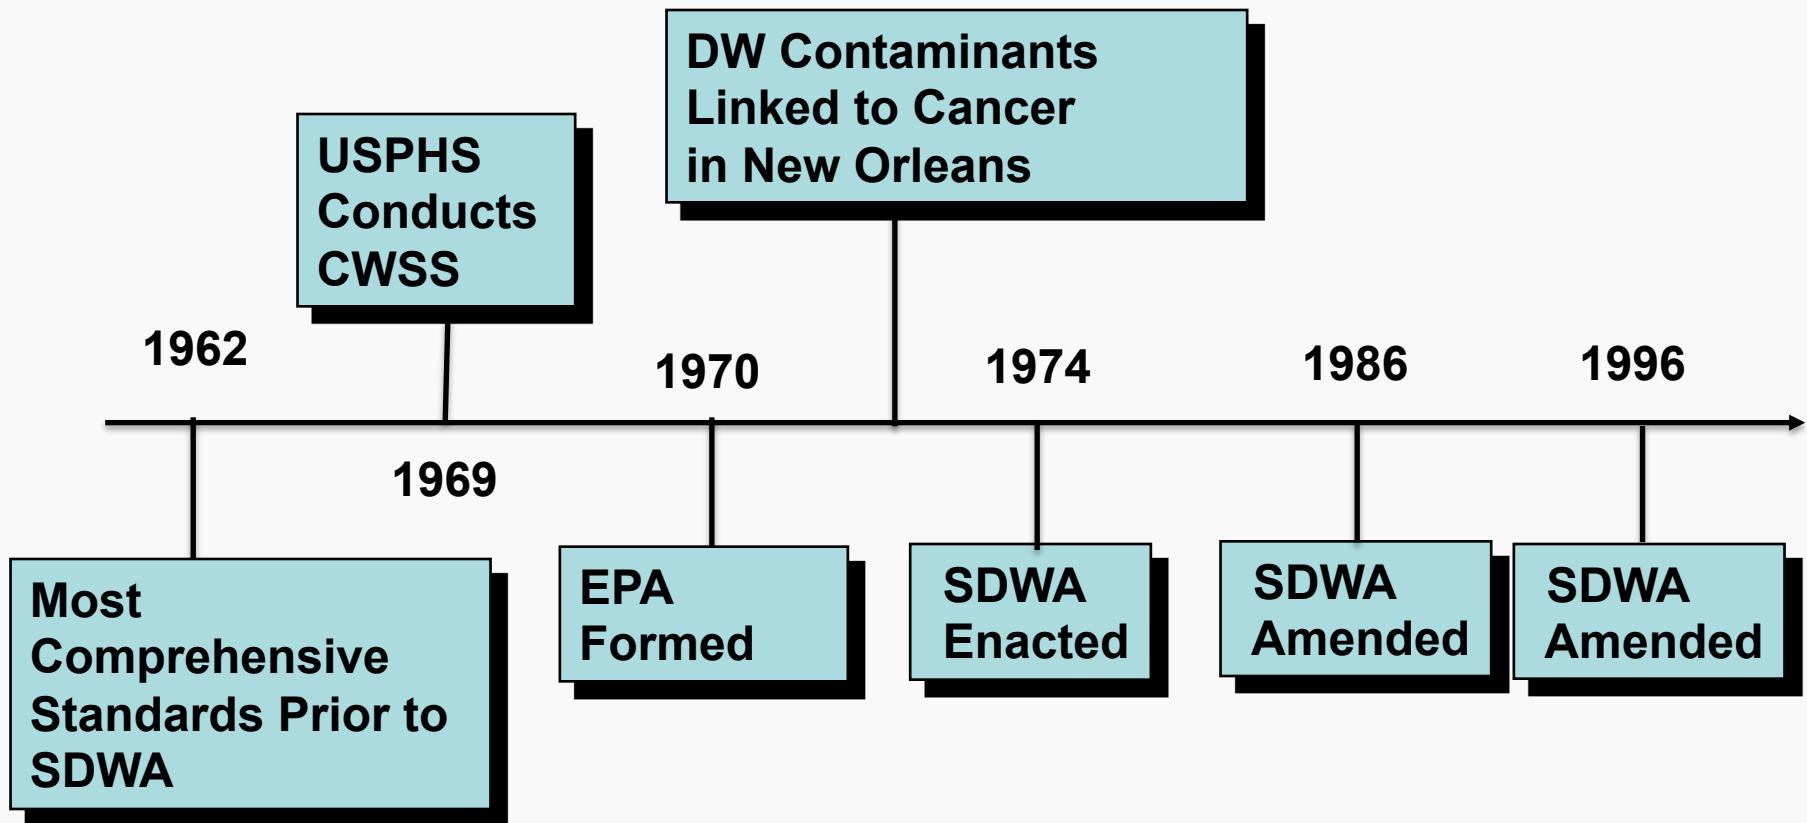 DW Contaminants
Linked to Cancer
in New Orleans
USPHS
Conducts
CWSS
1962
1970
1974
1986
1996
1969
Most
Comprehensive
Standards Prior to
SDWA
EPA
Formed
SDWA
Enacted
SDWA
Amended
SDWA
Amended